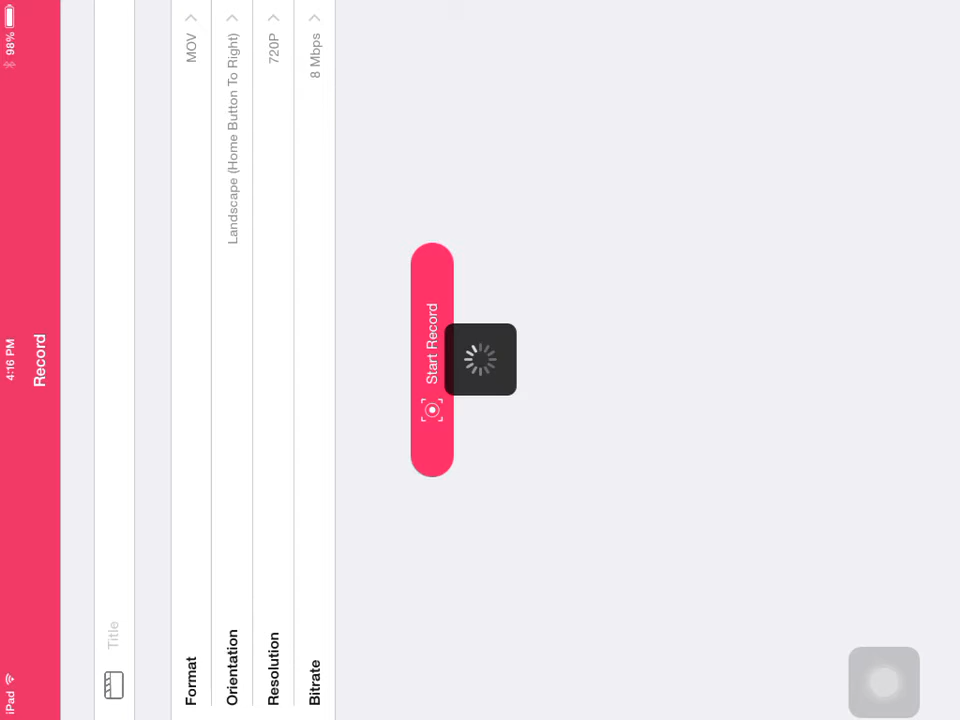 iPad 4:16 PM 98%
Record
Title
Format MOV
Orientation Landscape (Home Button To Right)
Resolution 720P
Bitrate 8 Mbps
Start Record